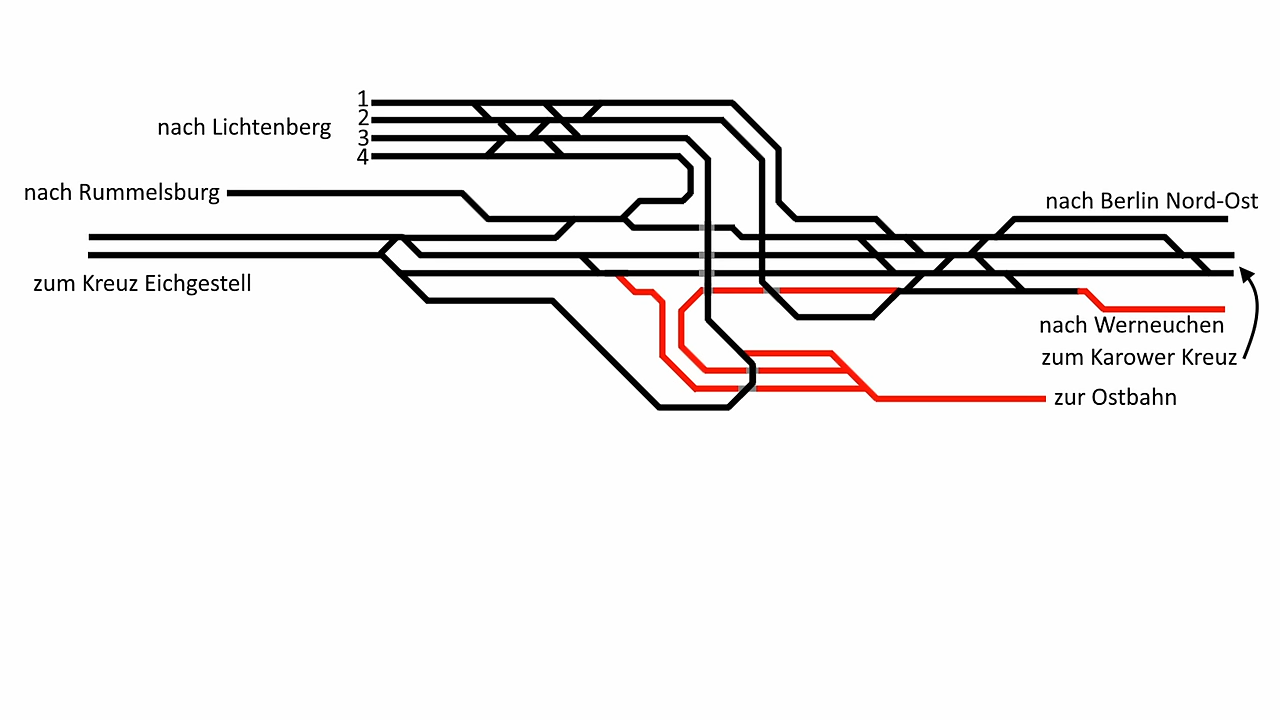 1
2
nach Lichtenberg
3
4
nach Rummelsburg
nach Berlin Nord-Ost
zum Kreuz Eichgestell
nach Werneuchen
zum Karower Kreuz
zur Ostbahn